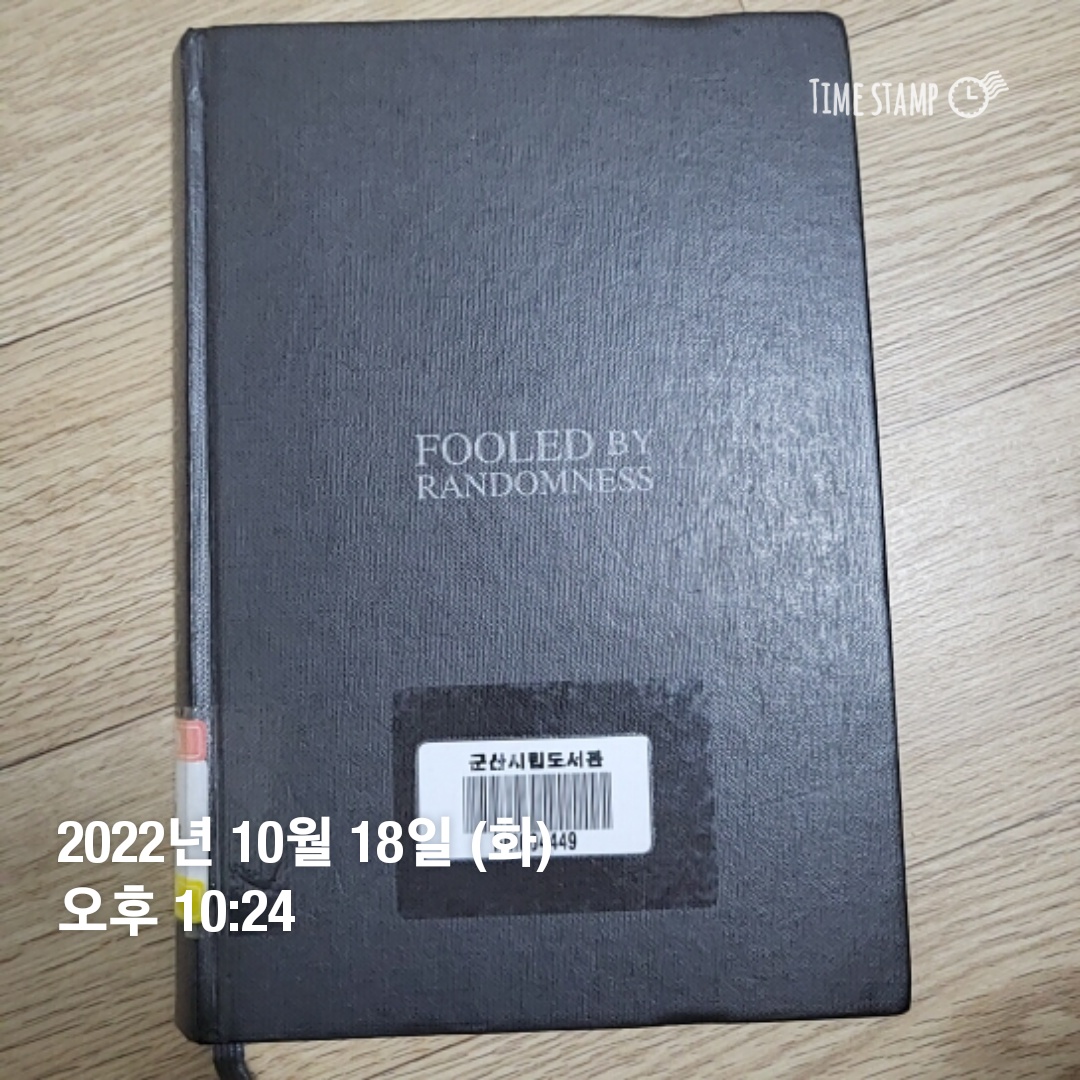 TIME STAMP
FOOLED BY
RANDOMNESS
군산시립도서관
2022년 10월 18일 (화)
오후 10:24